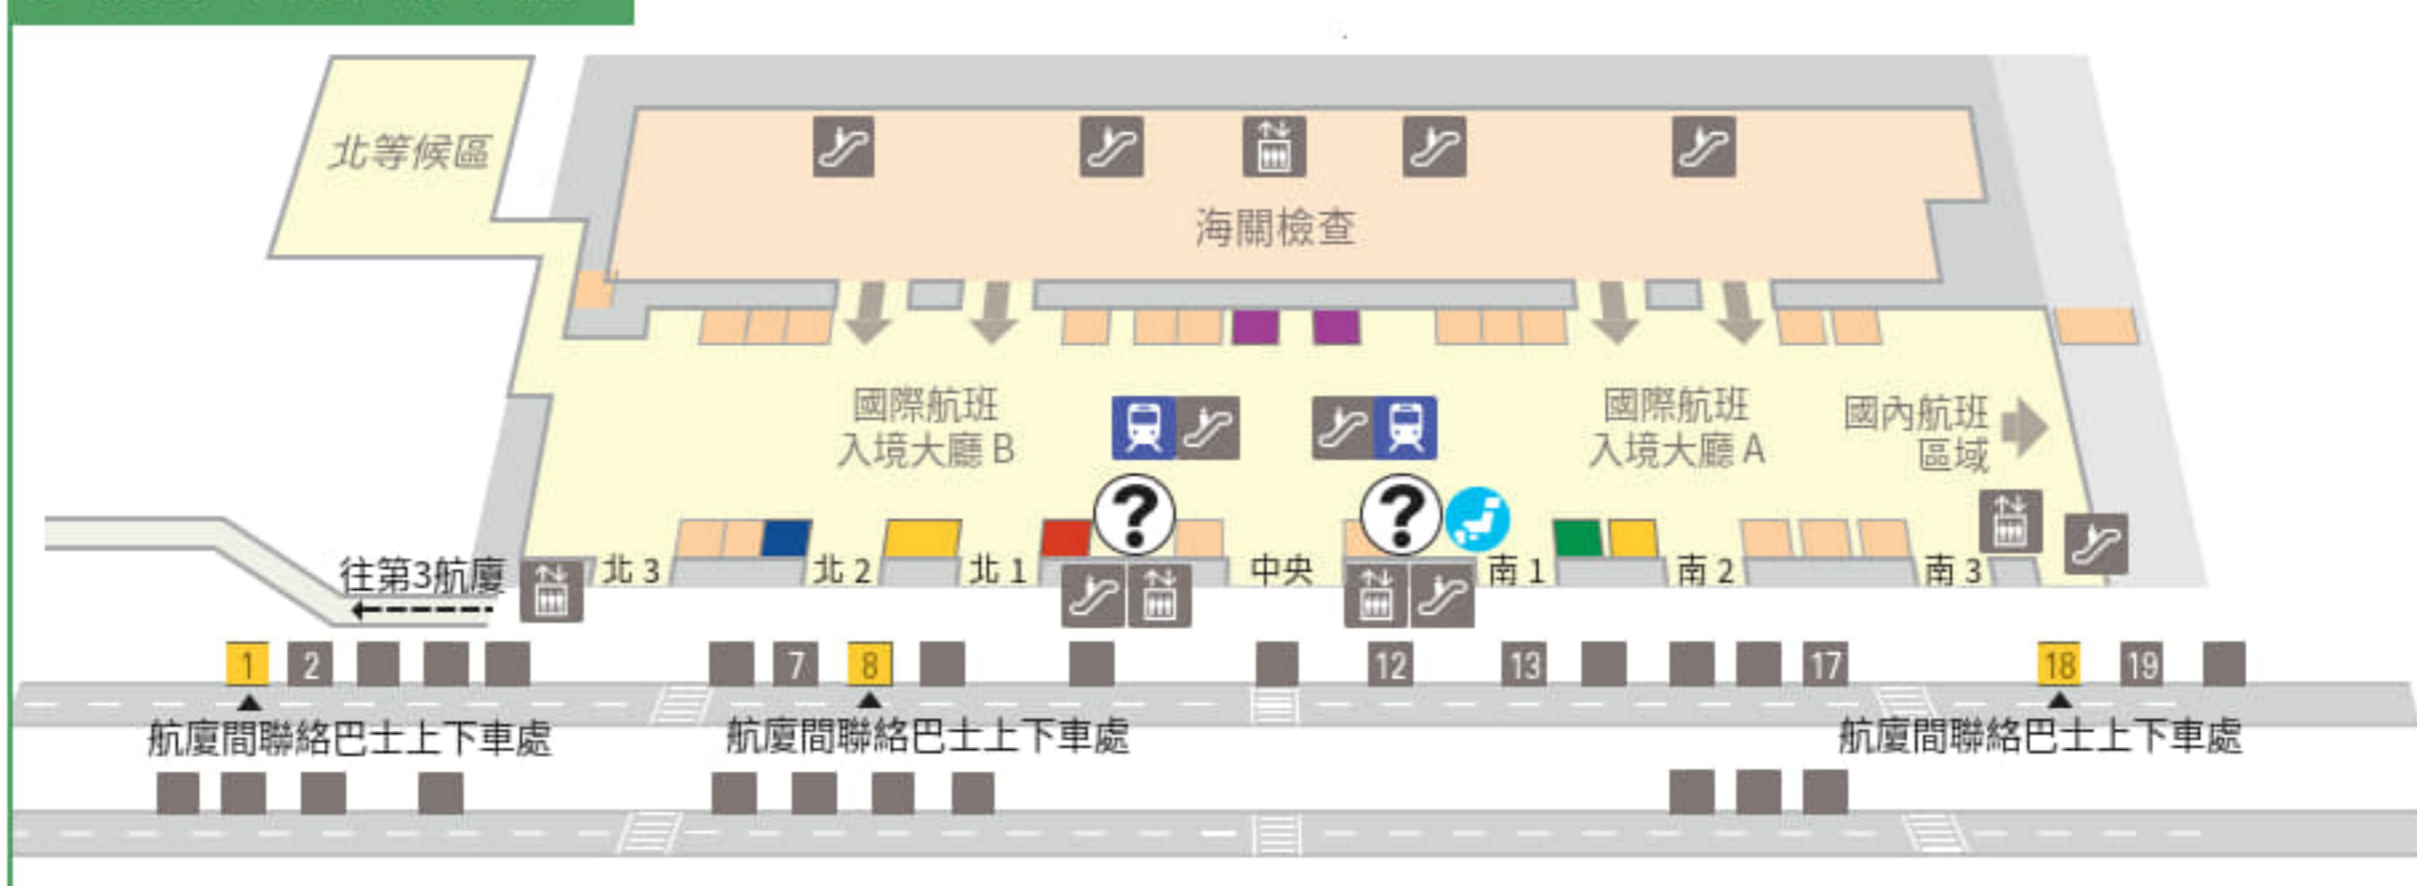 北等候區
海關檢查
國際航班
入境大廳 B
國際航班
入境大廳 A
國內航班
區域
?
?
往第3航廈
北 3
北 2
北 1
中央
南 1
南 2
南 3
1
2
7
8
12
13
17
18
19
航廈間聯絡巴士上下車處
航廈間聯絡巴士上下車處
航廈間聯絡巴士上下車處